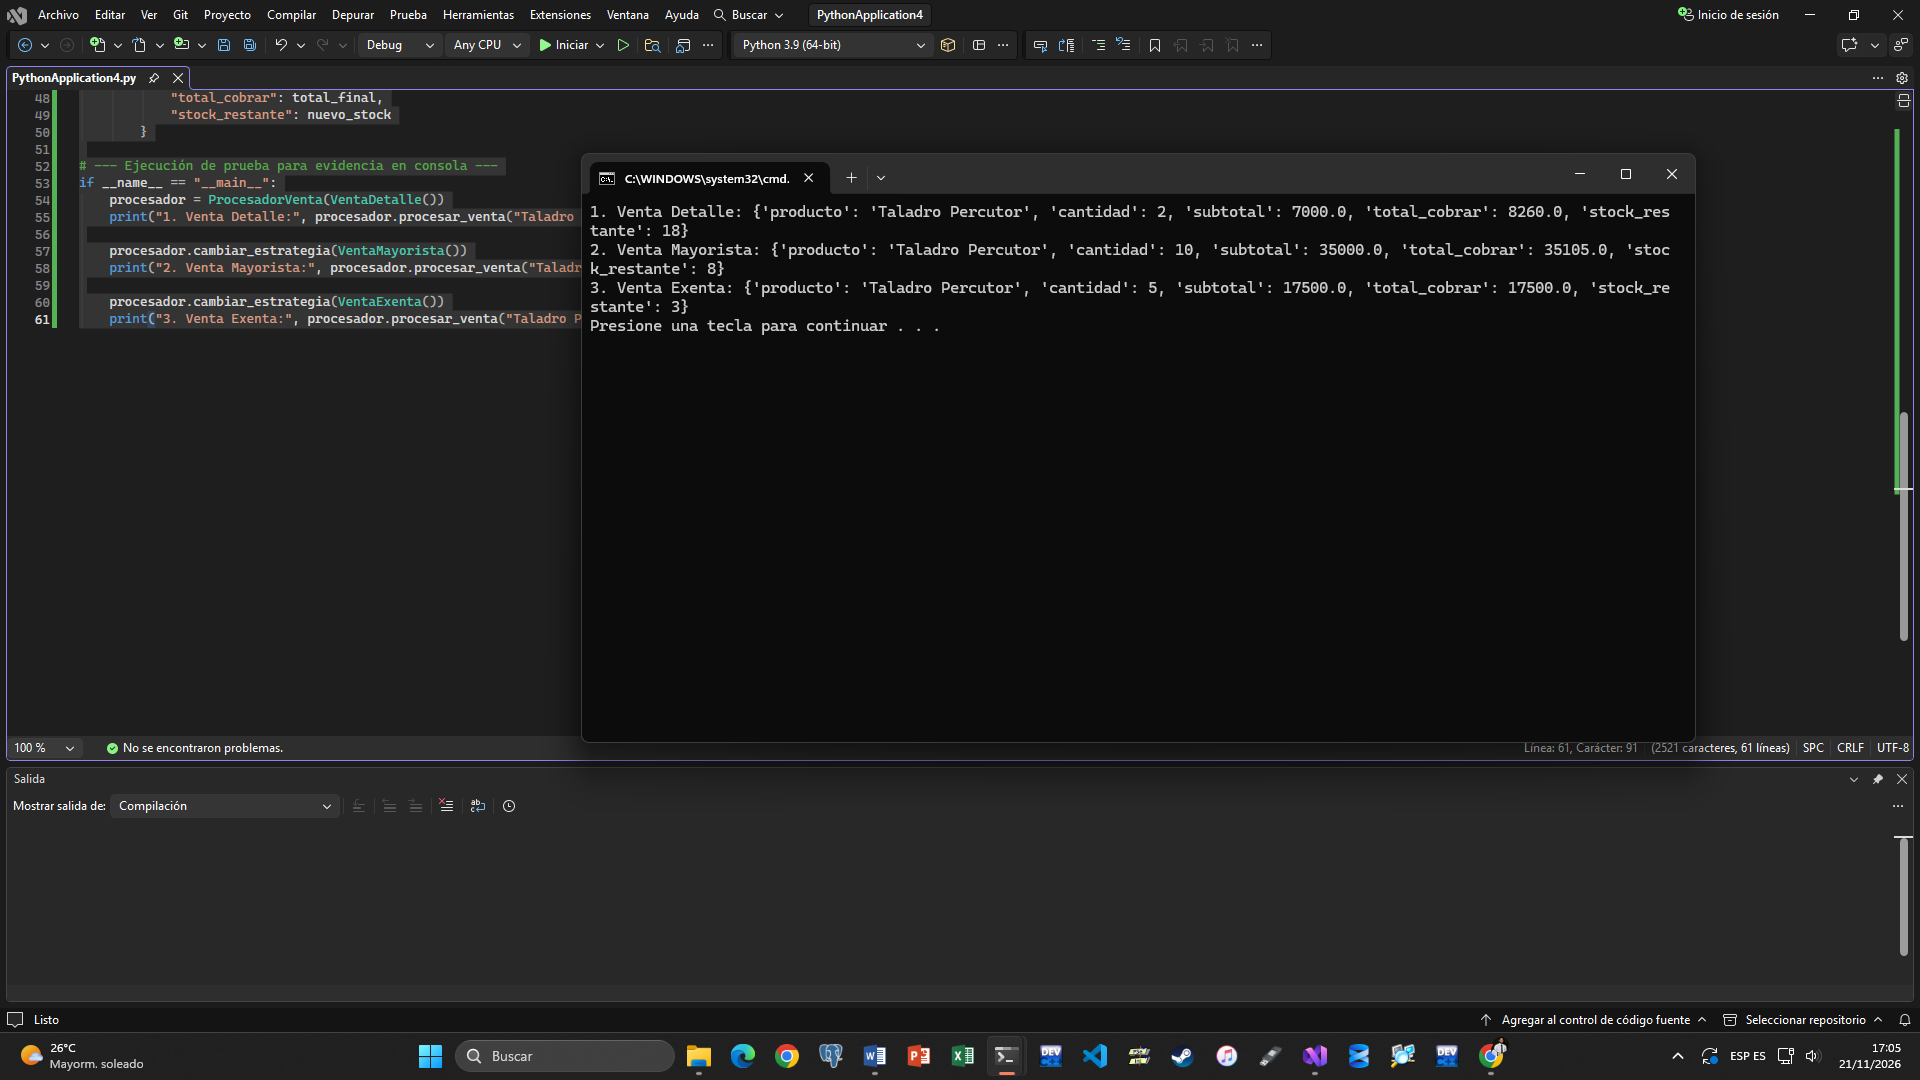 Archivo Editar Ver Git Proyecto Compilar Depurar Prueba Herramientas Extensiones Ventana Ayuda Buscar PythonApplication4 Inicio de sesión
Debug Any CPU Iniciar Python 3.9 (64-bit)
PythonApplication4.py
48 "total_cobrar": total_final,
49 "stock_restante": nuevo_stock
50 }
51
52 # --- Ejecución de prueba para evidencia en consola ---
53 if __name__ == "__main__":
54 procesador = ProcesadorVenta(VentaDetalle())
55 print("1. Venta Detalle:", procesador.procesar_venta("Taladro
56
57 procesador.cambiar_estrategia(VentaMayorista())
58 print("2. Venta Mayorista:", procesador.procesar_venta("Taladr
59
60 procesador.cambiar_estrategia(VentaExenta())
61 print("3. Venta Exenta:", procesador.procesar_venta("Taladro P
C:\WINDOWS\system32\cmd.
1. Venta Detalle: {'producto': 'Taladro Percutor', 'cantidad': 2, 'subtotal': 7000.0, 'total_cobrar': 8260.0, 'stock_res
tante': 18}
2. Venta Mayorista: {'producto': 'Taladro Percutor', 'cantidad': 10, 'subtotal': 35000.0, 'total_cobrar': 35105.0, 'stoc
k_restante': 8}
3. Venta Exenta: {'producto': 'Taladro Percutor', 'cantidad': 5, 'subtotal': 17500.0, 'total_cobrar': 17500.0, 'stock_re
stante': 3}
Presione una tecla para continuar . . .
100 % No se encontraron problemas. Línea: 61, Carácter: 91 (2521 caracteres, 61 líneas) SPC CRLF UTF-8
Salida
Mostrar salida de: Compilación
Listo Agregar al control de código fuente Seleccionar repositorio
26°C
Mayorm. soleado
Buscar
DEV
DEV
ESP ES
17:05
21/11/2026